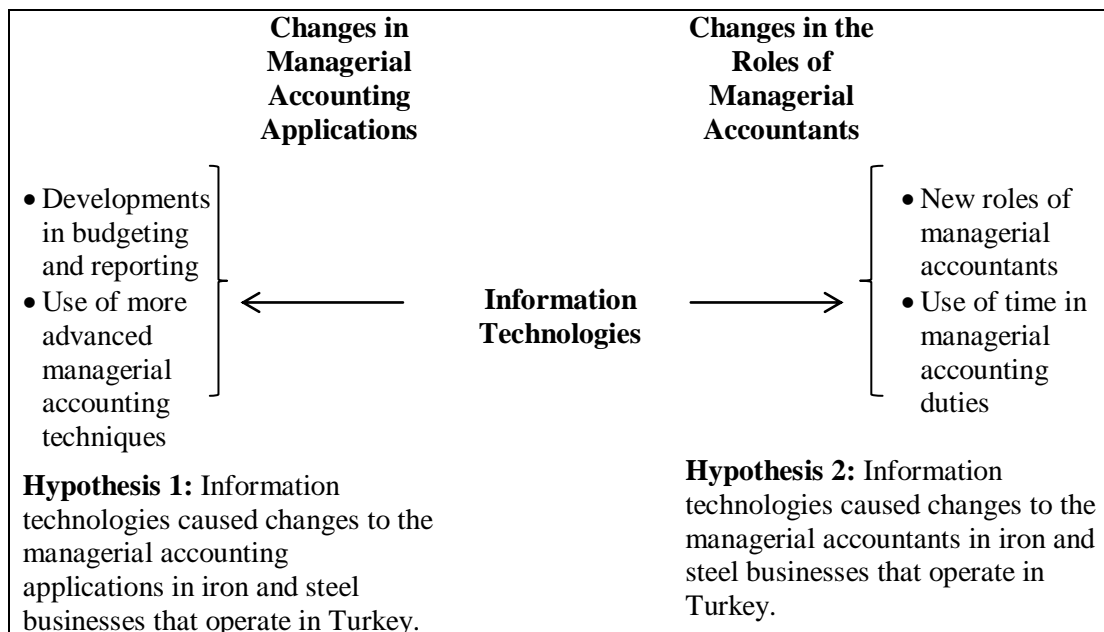 Changes in
Managerial
Accounting
Applications
Changes in the
Roles of
Managerial
Accountants
• Developments
in budgeting
and reporting
• Use of more
advanced
managerial
accounting
techniques
Information
Technologies
• New roles of
managerial
accountants
• Use of time in
managerial
accounting
duties
Hypothesis 1: Information
technologies caused changes to the
managerial accounting
applications in iron and steel
businesses that operate in Turkey.
Hypothesis 2: Information
technologies caused changes to the
managerial accountants in iron and
steel businesses that operate in
Turkey.